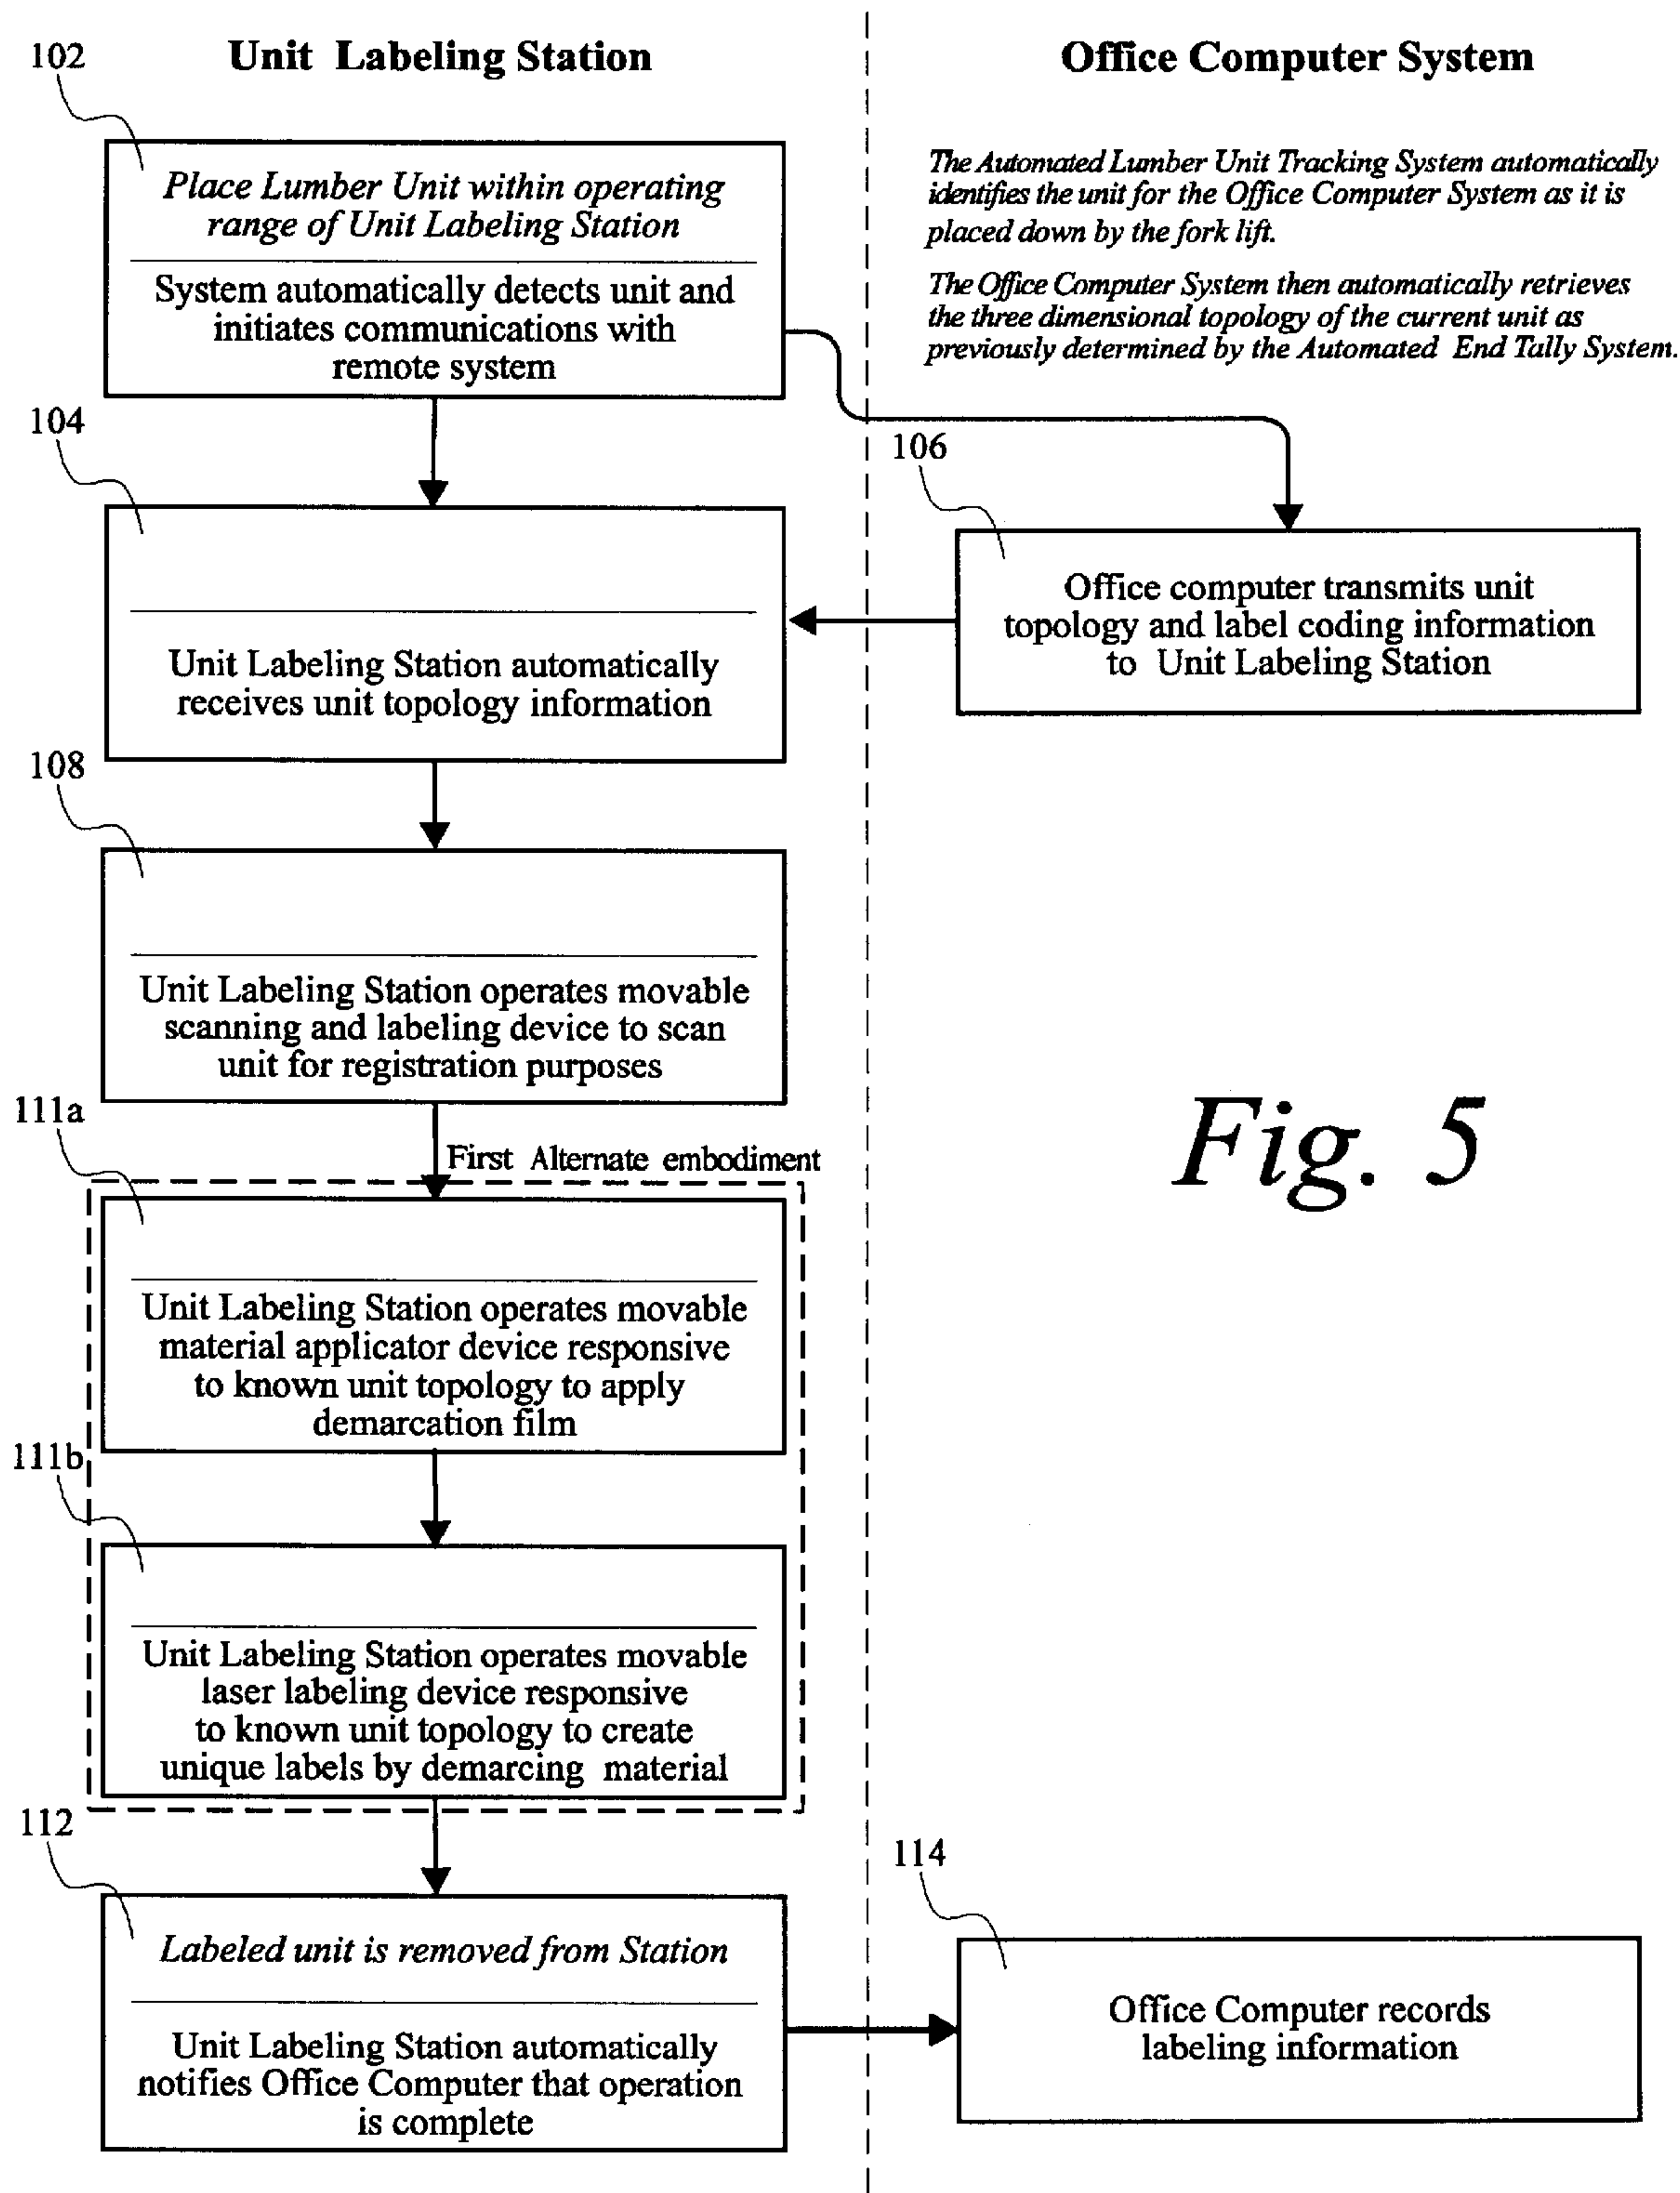 Unit Labeling Station
Office Computer System
102
Place Lumber Unit within operating
range of Unit Labeling Station
System automatically detects unit and
initiates communications with
remote system
The Automated Lumber Unit Tracking System automatically
identifies the unit for the Office Computer System as it is
placed down by the fork lift.
The Office Computer System then automatically retrieves
the three dimensional topology of the current unit as
previously determined by the Automated End Tally System.
104
Unit Labeling Station automatically
receives unit topology information
106
Office computer transmits unit
topology and label coding information
to Unit Labeling Station
108
Unit Labeling Station operates movable
scanning and labeling device to scan
unit for registration purposes
Fig. 5
111a
First Alternate embodiment
Unit Labeling Station operates movable
material applicator device responsive
to known unit topology to apply
demarcation film
111b
Unit Labeling Station operates movable
laser labeling device responsive
to known unit topology to create
unique labels by demarcing material
112
Labeled unit is removed from Station
Unit Labeling Station automatically
notifies Office Computer that operation
is complete
114
Office Computer records
labeling information